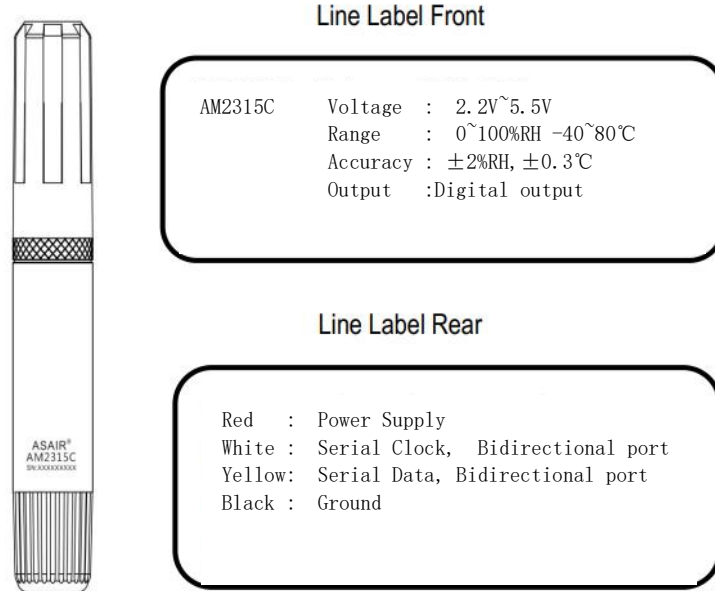 Line Label Front
AM2315C Voltage : 2.2V~5.5V
Range : 0~100%RH -40~80℃
Accuracy : ±2%RH, ±0.3℃
Output :Digital output
Line Label Rear
Red : Power Supply
White : Serial Clock, Bidirectional port
Yellow: Serial Data, Bidirectional port
Black : Ground
ASAIR®
AM2315C
SN:XXXXXXXXX